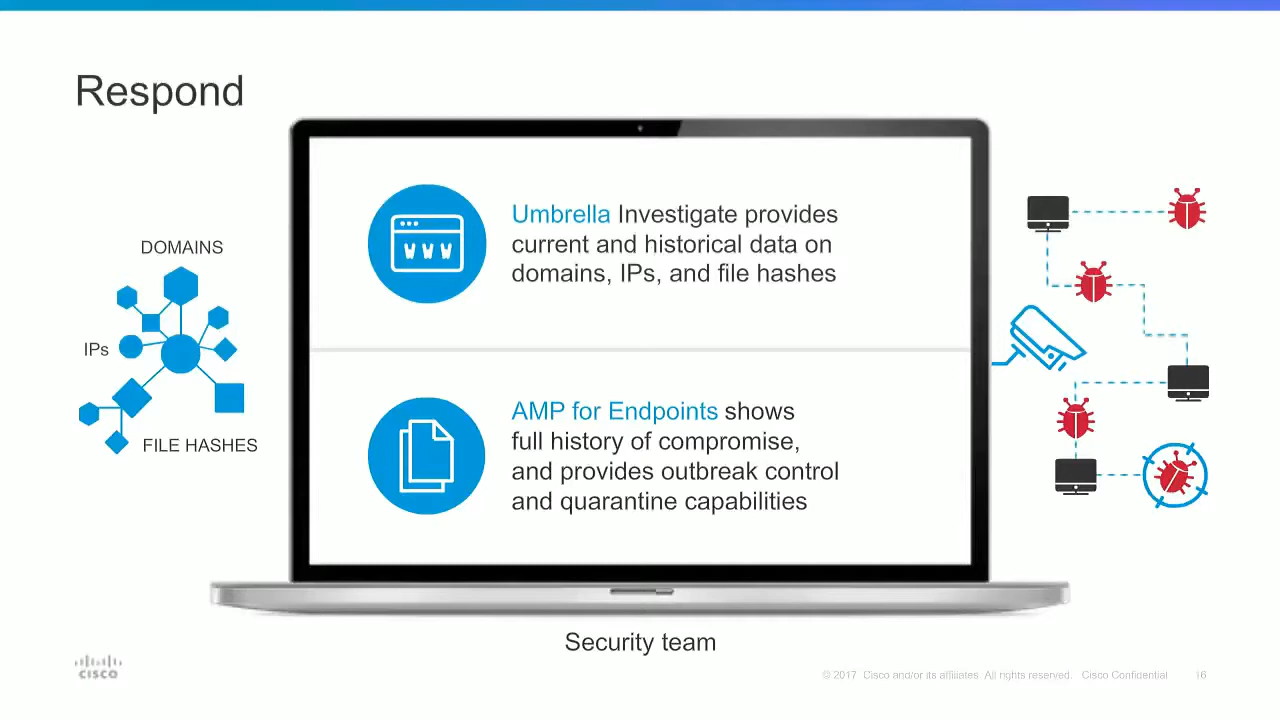 Respond
DOMAINS
IPs
FILE HASHES
Umbrella Investigate provides
current and historical data on
domains, IPs, and file hashes
AMP for Endpoints shows
full history of compromise,
and provides outbreak control
and quarantine capabilities
Security team
cisco
© 2017 Cisco and/or its affiliates. All rights reserved. Cisco Confidential
16